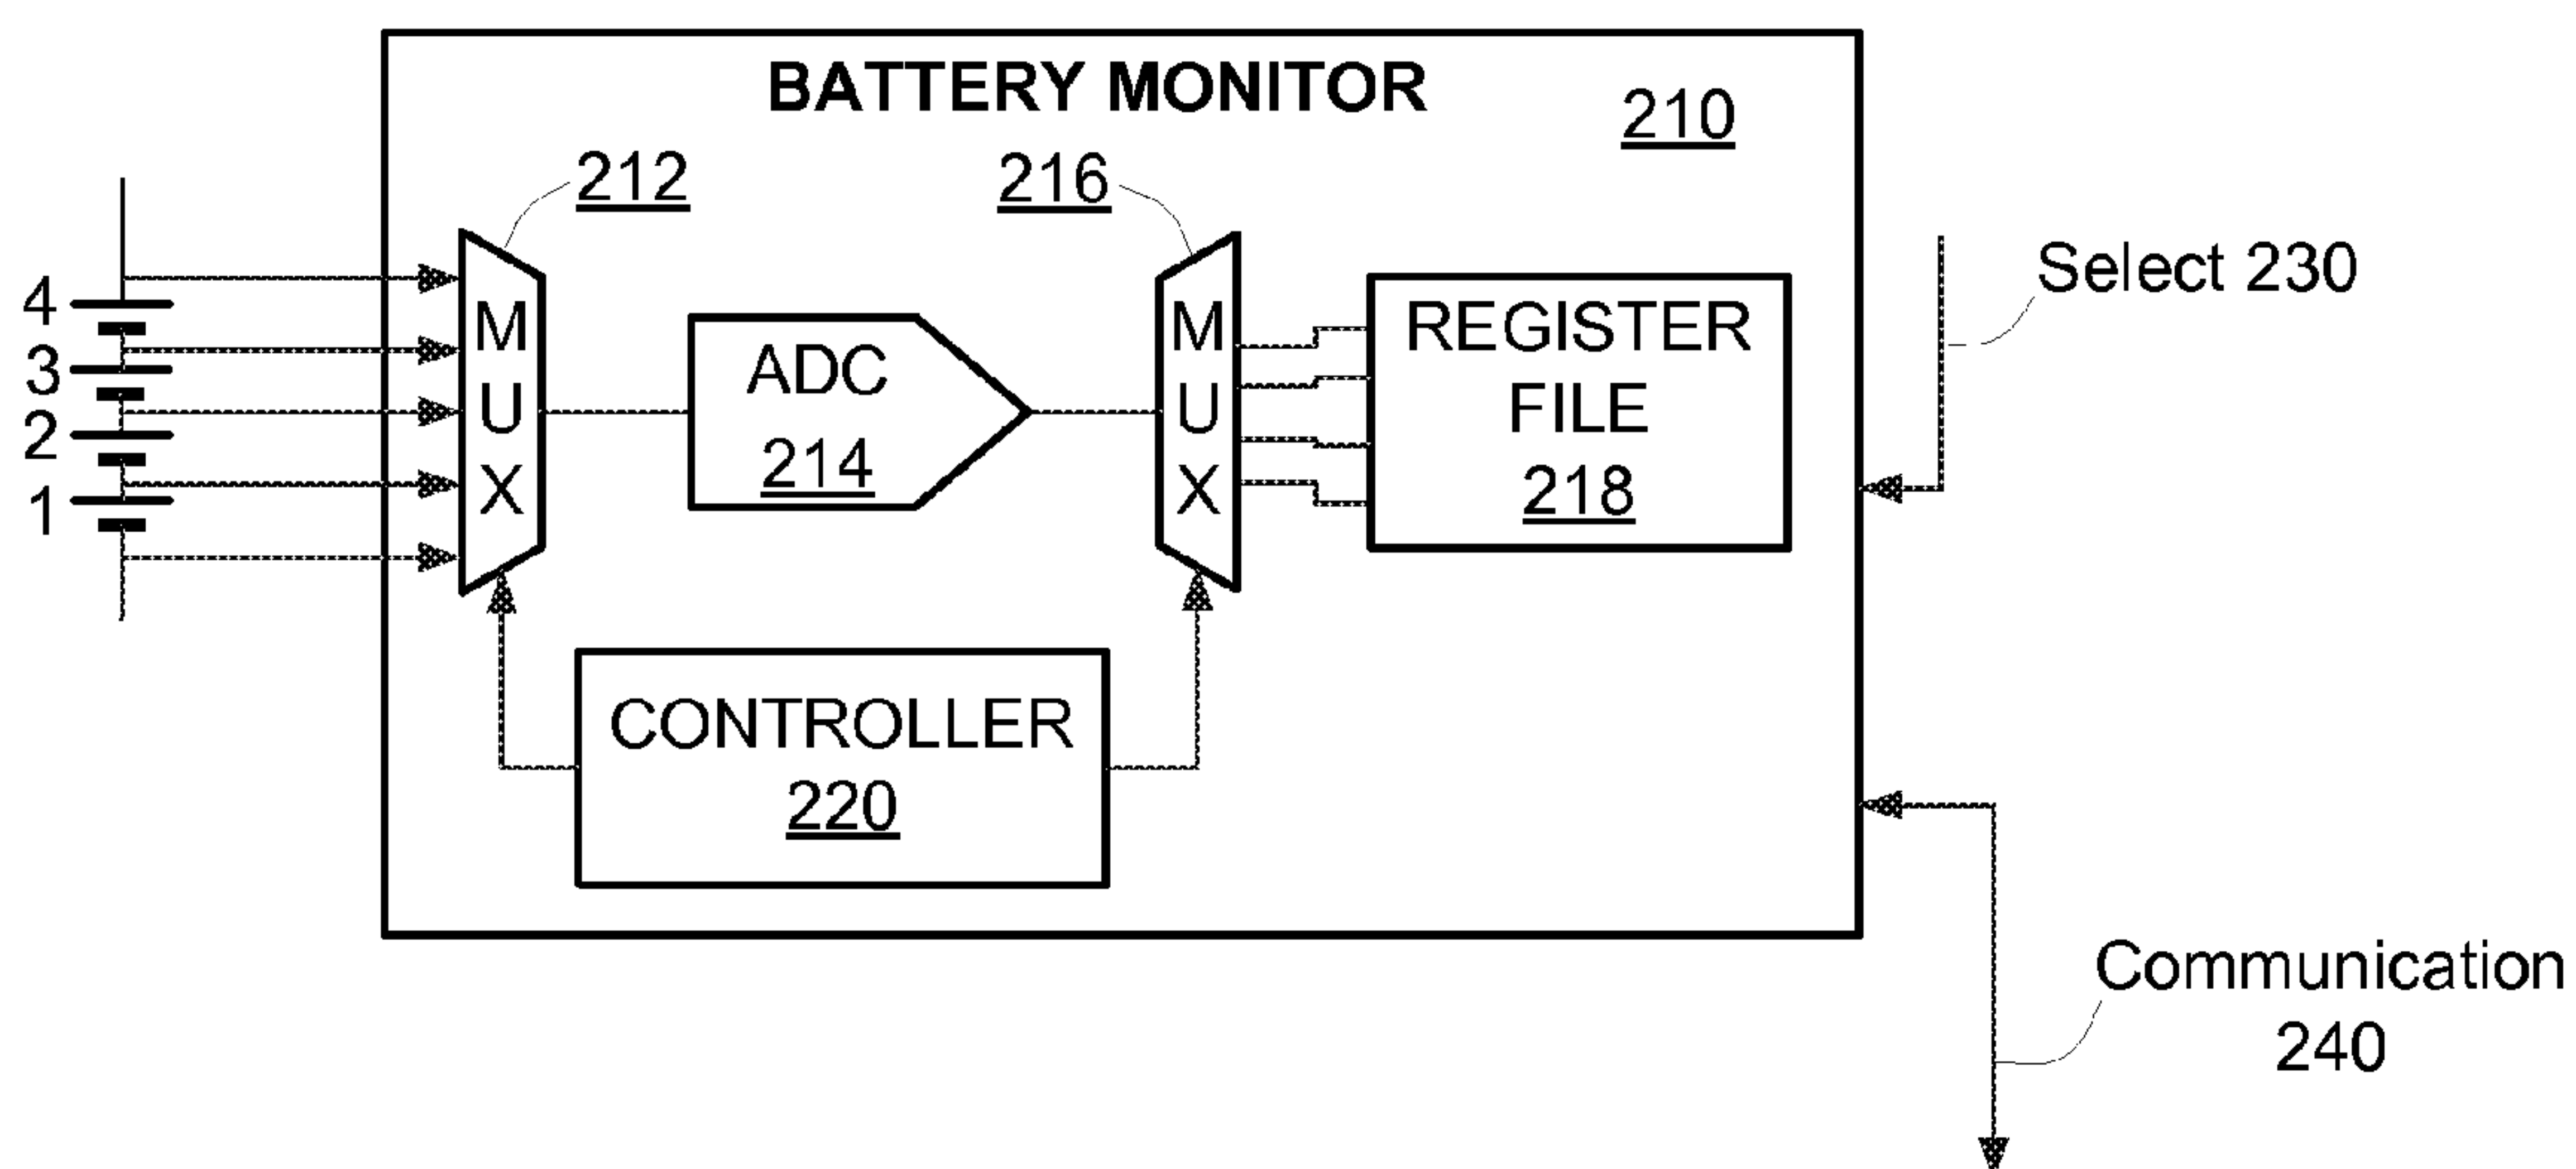 BATTERY MONITOR
210
212
216
Select 230
4
3
2
1
M
U
X
ADC
214
M
U
X
REGISTER
FILE
218
CONTROLLER
220
Communication
240